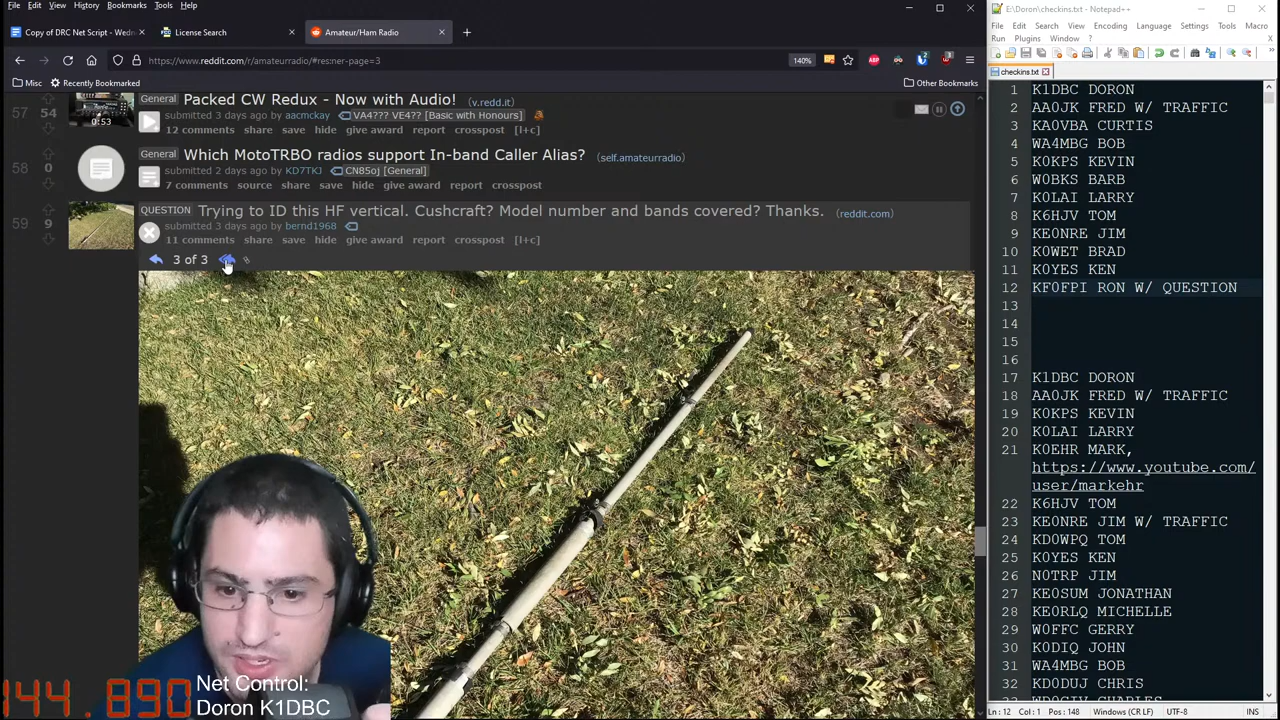 File Edit View History Bookmarks Tools Help
Copy of DRC Net Script - Wedn
License Search
Amateur/Ham Radio
https://www.reddit.com/r/amateurradio/#res:ner-page=3
140%
Misc
Recently Bookmarked
Other Bookmarks
57
54
0:53
General Packed CW Redux - Now with Audio! (v.redd.it)
submitted 3 days ago by aacmckay VA4??? VE4?? [Basic with Honours]
12 comments share save hide give award report crosspost [l+c]
58
0
General Which MotoTRBO radios support In-band Caller Alias? (self.amateurradio)
submitted 2 days ago by KD7TKJ CN85oj [General]
7 comments source share save hide give award report crosspost
59
9
QUESTION Trying to ID this HF vertical. Cushcraft? Model number and bands covered? Thanks. (reddit.com)
submitted 3 days ago by bernd1968
11 comments share save hide give award report crosspost [l+c]
3 of 3
144.890
Net Control:
Doron K1DBC
E:\Doron\checkins.txt - Notepad++
File Edit Search View Encoding Language Settings Tools Macro
Run Plugins Window ?
checkins.txt
1 K1DBC DORON
2 AA0JK FRED W/ TRAFFIC
3 KA0VBA CURTIS
4 WA4MBG BOB
5 K0KPS KEVIN
6 W0BKS BARB
7 K0LAI LARRY
8 K6HJV TOM
9 KE0NRE JIM
10 K0WET BRAD
11 K0YES KEN
12 KF0FPI RON W/ QUESTION
13
14
15
16
17 K1DBC DORON
18 AA0JK FRED W/ TRAFFIC
19 K0KPS KEVIN
20 K0LAI LARRY
21 K0EHR MARK,
https://www.youtube.com/
user/markehr
22 K6HJV TOM
23 KE0NRE JIM W/ TRAFFIC
24 KD0WPQ TOM
25 K0YES KEN
26 N0TRP JIM
27 KE0SUM JONATHAN
28 KE0RLQ MICHELLE
29 W0FFC GERRY
30 K0DIQ JOHN
31 WA4MBG BOB
32 KD0DUJ CHRIS
Ln : 12 Col : 1 Pos : 148 Windows (CR LF) UTF-8 INS